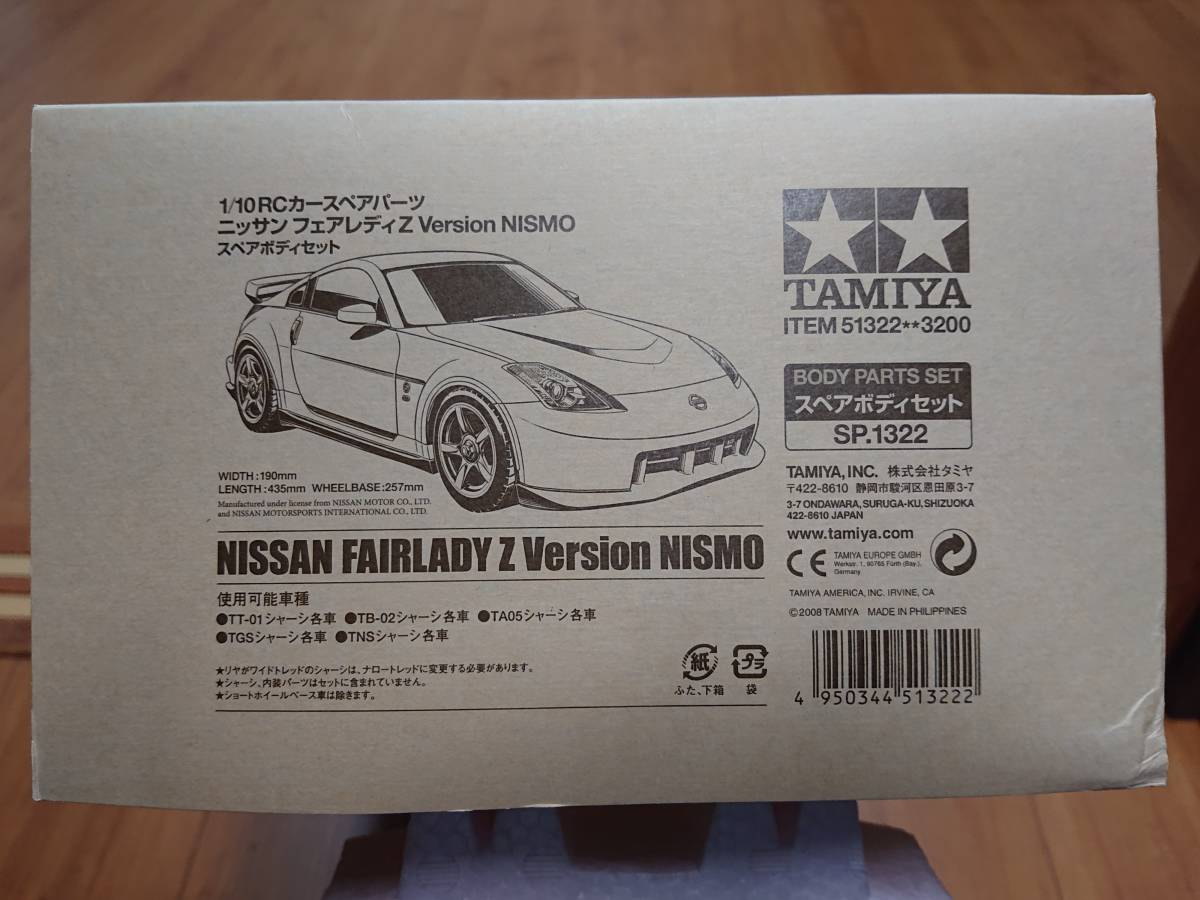 1/10 RCカースペアパーツ
ニッサン フェアレディZ Version NISMO
スペアボディセット
WIDTH:190mm
LENGTH:435mm WHEELBASE:257mm
Manufactured under license from NISSAN MOTOR CO., LTD.
and NISSAN MOTORSPORTS INTERNATIONAL CO., LTD.
NISSAN FAIRLADY Z Version NISMO
使用可能車種
●TT-01シャーシ各車 ●TB-02シャーシ各車 ●TA05シャーシ各車
●TGSシャーシ各車 ●TNSシャーシ各車
★リヤがワイドトレッドのシャーシは、ナロートレッドに変更する必要があります。
★シャーシ、内装パーツはセットに含まれていません。
★ショートホイールベース車は除きます。
紙
ふた、下箱
プラ
袋
TAMIYA
ITEM 51322**3200
BODY PARTS SET
スペアボディセット
SP.1322
TAMIYA, INC. 株式会社タミヤ
〒422-8610 静岡市駿河区恩田原3-7
3-7 ONDAWARA, SURUGA-KU, SHIZUOKA
422-8610 JAPAN
www.tamiya.com
CE
TAMIYA EUROPE GMBH
Werkstr. 1, 90765 Fürth (Bay.),
Germany
TAMIYA AMERICA, INC. IRVINE, CA
©2008 TAMIYA MADE IN PHILIPPINES
4 950344 513222